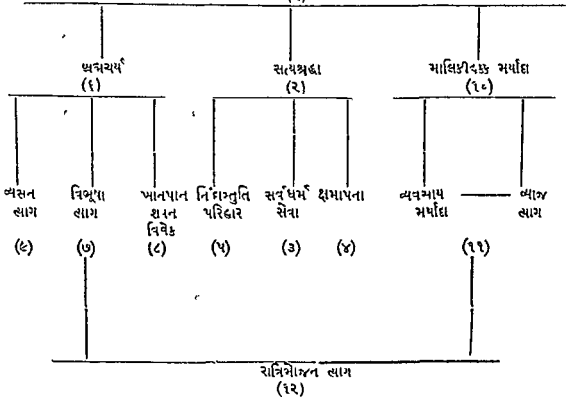 બ્રહ્મચર્ય સત્યશ્રદ્ધા માલિકીહક્ક મર્યાદા
(૬) (૨) (૧૦)
વ્યસન વિભૂષા ખાનપાન નિંદાસ્તુતિ સર્વધર્મ ક્ષમાપના વ્યવસાય વ્યાજ
ત્યાગ ત્યાગ શયન પરિહાર સેવા મર્યાદા ત્યાગ
વિવેક
(૯) (૭) (૮) (૫) (૩) (૪) (૧૧)
રાત્રિભોજન ત્યાગ
(૧૨)